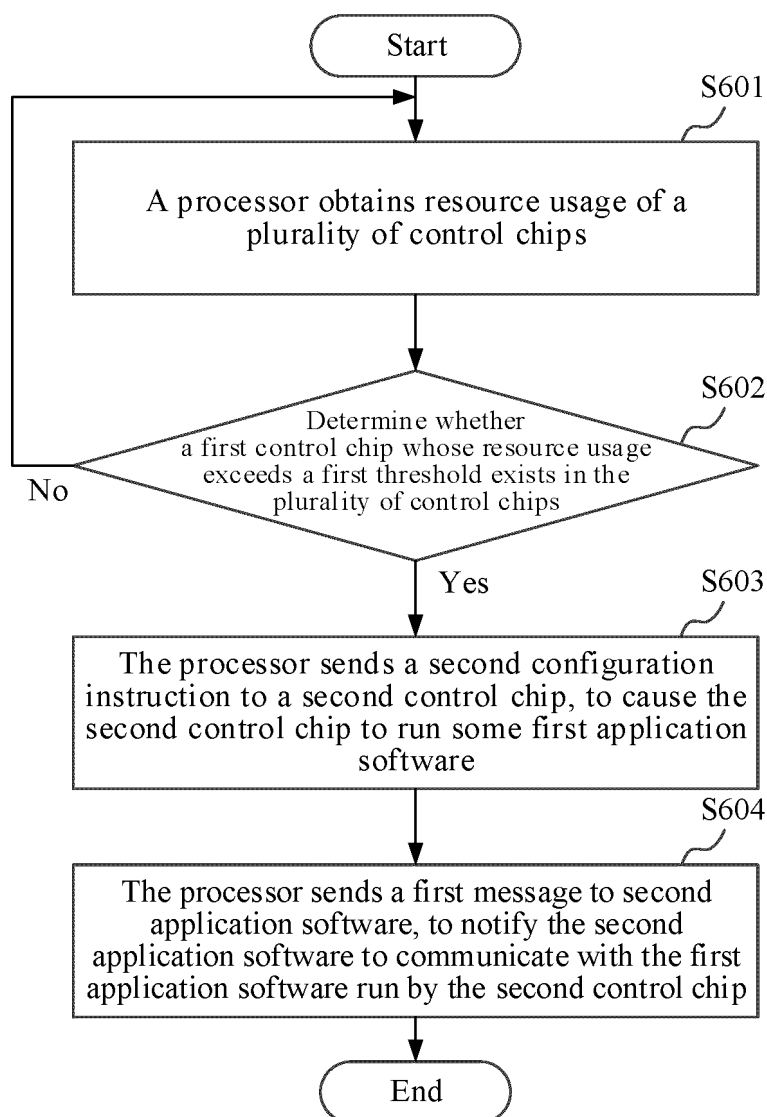 Start
S601
A processor obtains resource usage of a
plurality of control chips
S602
Determine whether
a first control chip whose resource usage
exceeds a first threshold exists in the
plurality of control chips
No
Yes
S603
The processor sends a second configuration
instruction to a second control chip, to cause the
second control chip to run some first application
software
S604
The processor sends a first message to second
application software, to notify the second
application software to communicate with the first
application software run by the second control chip
End